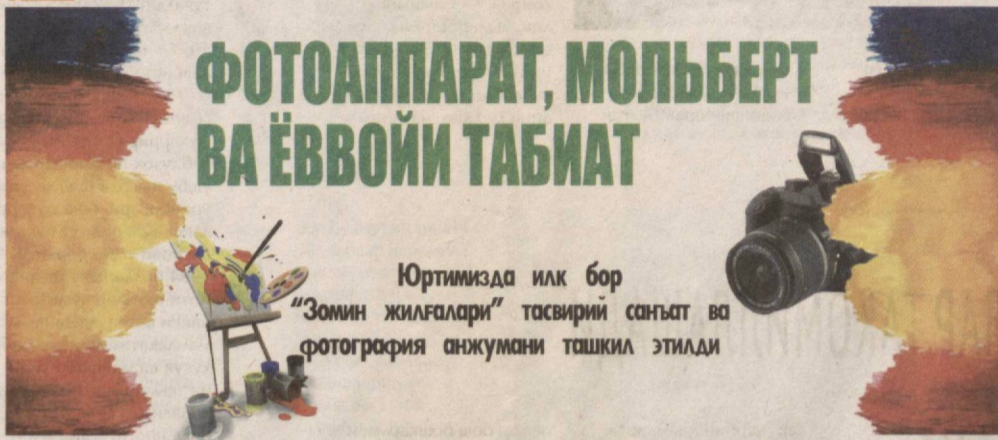 ФОТОАППАРАТ, МОЛЬБЕРТ
ВА ЁВВОЙИ ТАБИАТ
Юртимизда илк бор
“Зомин жилғалари” тасвирий санъат ва
фотография анжумани ташкил этилди